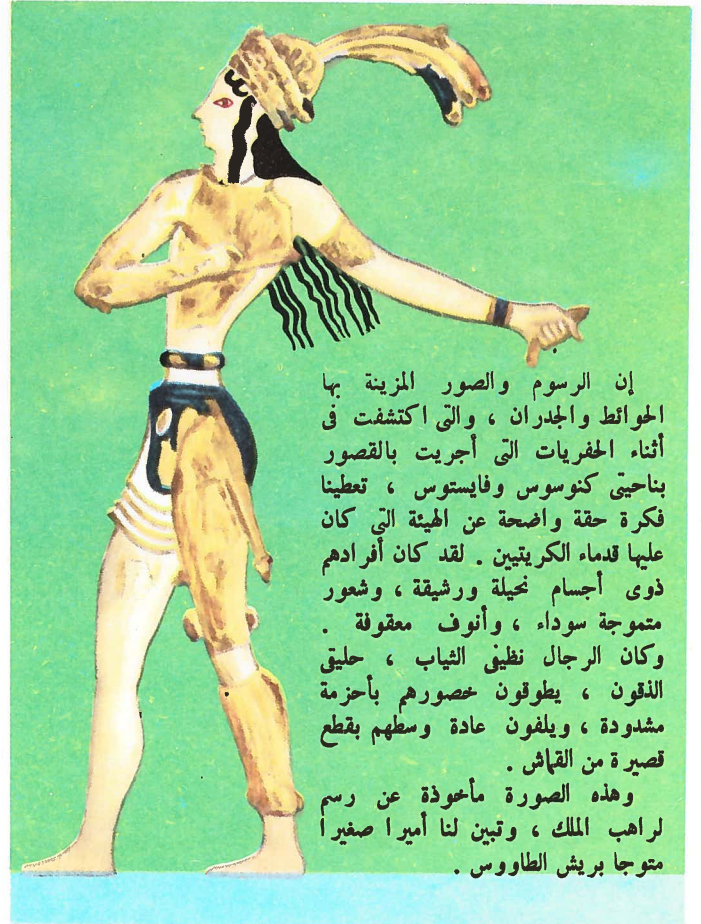 إن الرسوم والصور المزينة بها
الحوائط والجدران ، والتى اكتشفت فى
أثناء الحفريات التى أجريت بالقصور
بناحيتى كنوسوس وفايستوس ، تعطينا
فكرة حقة واضحة عن الهيئة التى كان
عليها قدماء الكريتيين . لقد كان أفرادهم
ذوى أجسام نحيلة ورشيقة ، وشعور
متموجة سوداء ، وأنوف معقوفة .
وكان الرجال نظيفى الثياب ، حليقى
الذقون ، يطوقون خصورهم بأحزمة
مشدودة ، ويلفون عادة وسطهم بقطع
قصيرة من القماش .
وهذه الصورة مأخوذة عن رسم
لراهب الملك ، وتبين لنا أميرا صغيرا
متوجا بريش الطاووس .